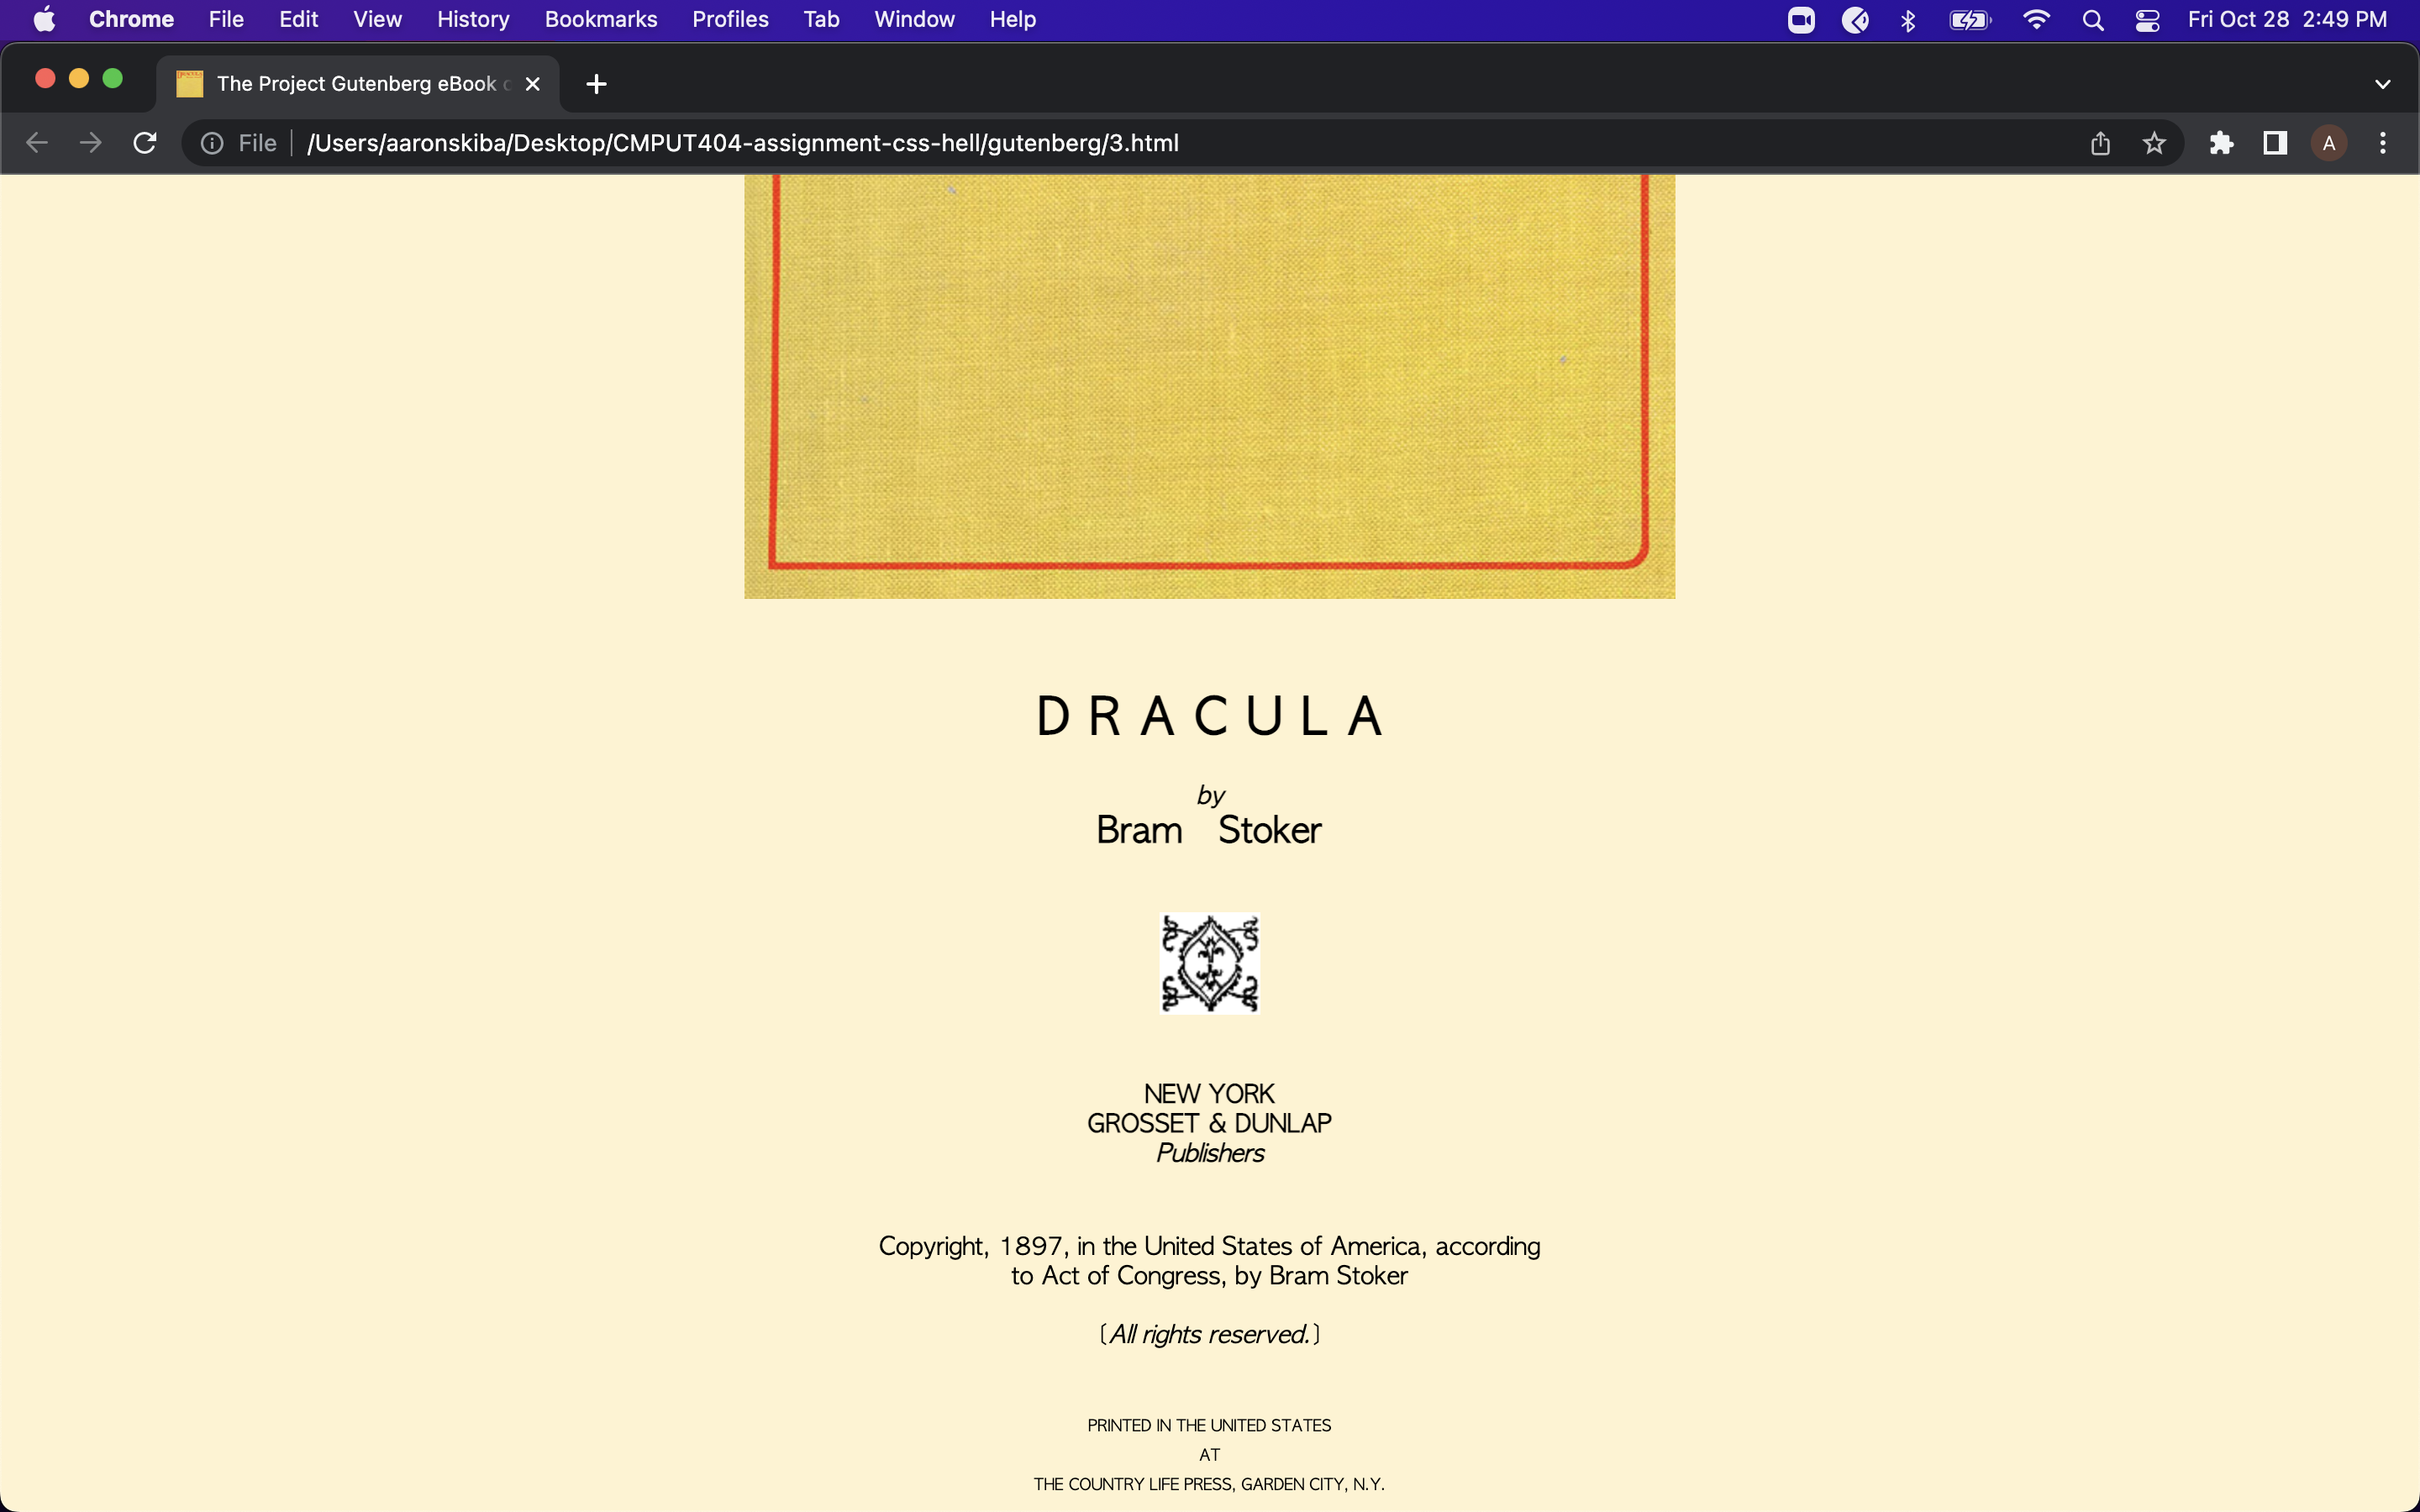 Chrome File Edit View History Bookmarks Profiles Tab Window Help Fri Oct 28 2:49 PM
The Project Gutenberg eBook
File /Users/aaronskiba/Desktop/CMPUT404-assignment-css-hell/gutenberg/3.html A
DRACULA
by
Bram Stoker
NEW YORK
GROSSET & DUNLAP
Publishers
Copyright, 1897, in the United States of America, according
to Act of Congress, by Bram Stoker
[All rights reserved.]
PRINTED IN THE UNITED STATES
AT
THE COUNTRY LIFE PRESS, GARDEN CITY, N.Y.